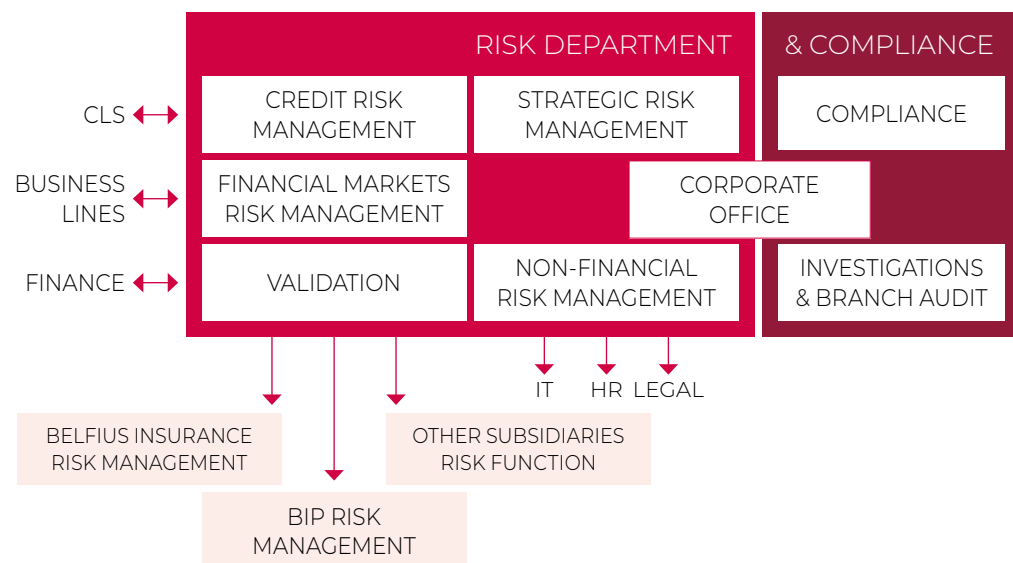 RISK DEPARTMENT
& COMPLIANCE
CLS
CREDIT RISK
MANAGEMENT
STRATEGIC RISK
MANAGEMENT
COMPLIANCE
BUSINESS
LINES
FINANCIAL MARKETS
RISK MANAGEMENT
CORPORATE
OFFICE
FINANCE
VALIDATION
NON-FINANCIAL
RISK MANAGEMENT
INVESTIGATIONS
& BRANCH AUDIT
IT
HR
LEGAL
BELFIUS INSURANCE
RISK MANAGEMENT
OTHER SUBSIDIARIES
RISK FUNCTION
BIP RISK
MANAGEMENT